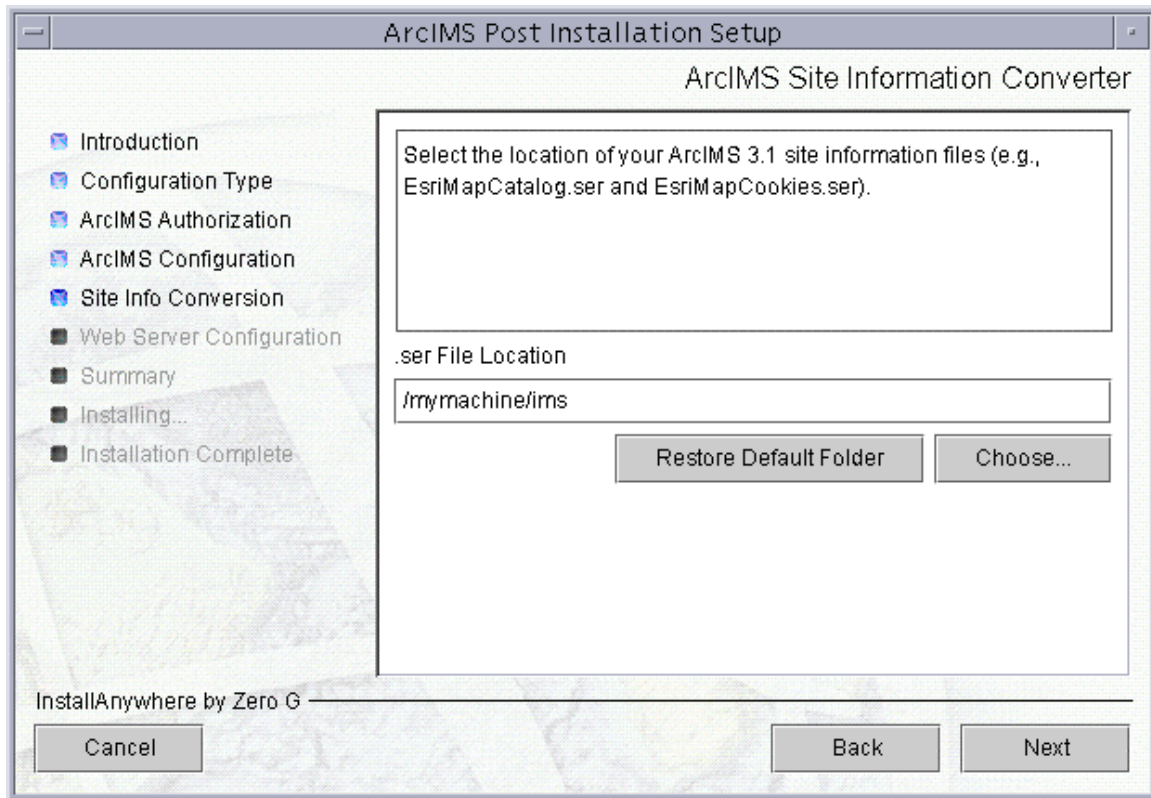 ArcIMS Post Installation Setup
ArcIMS Site Information Converter
Introduction
Configuration Type
ArcIMS Authorization
ArcIMS Configuration
Site Info Conversion
Web Server Configuration
Summary
Installing...
Installation Complete
Select the location of your ArcIMS 3.1 site information files (e.g.,
EsriMapCatalog.ser and EsriMapCookies.ser).
.ser File Location
/mymachine/ims
Restore Default Folder
Choose...
InstallAnywhere by Zero G
Cancel
Back
Next